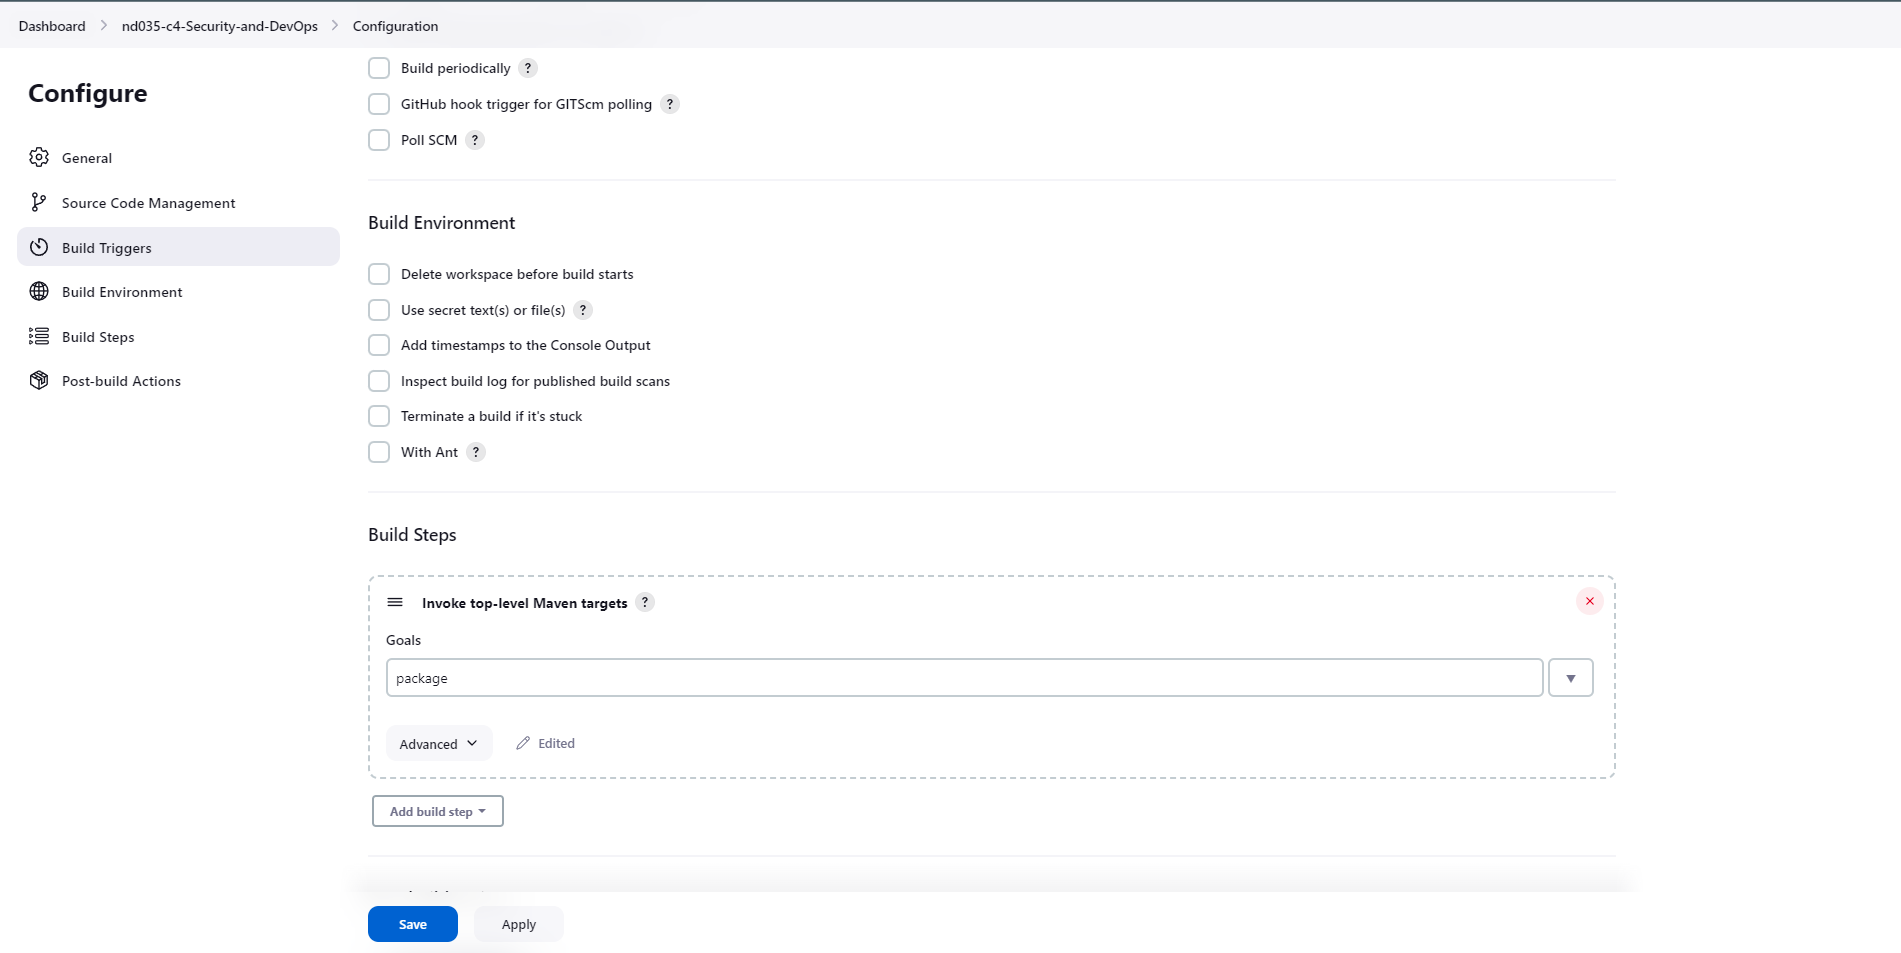 Dashboard > nd035-c4-Security-and-DevOps > Configuration
Configure
General
Source Code Management
Build Triggers
Build Environment
Build Steps
Post-build Actions
Build periodically ?
GitHub hook trigger for GITScm polling ?
Poll SCM ?
Build Environment
Delete workspace before build starts
Use secret text(s) or file(s) ?
Add timestamps to the Console Output
Inspect build log for published build scans
Terminate a build if it's stuck
With Ant ?
Build Steps
Invoke top-level Maven targets ?
Goals
package
Advanced
Edited
Add build step
Save
Apply